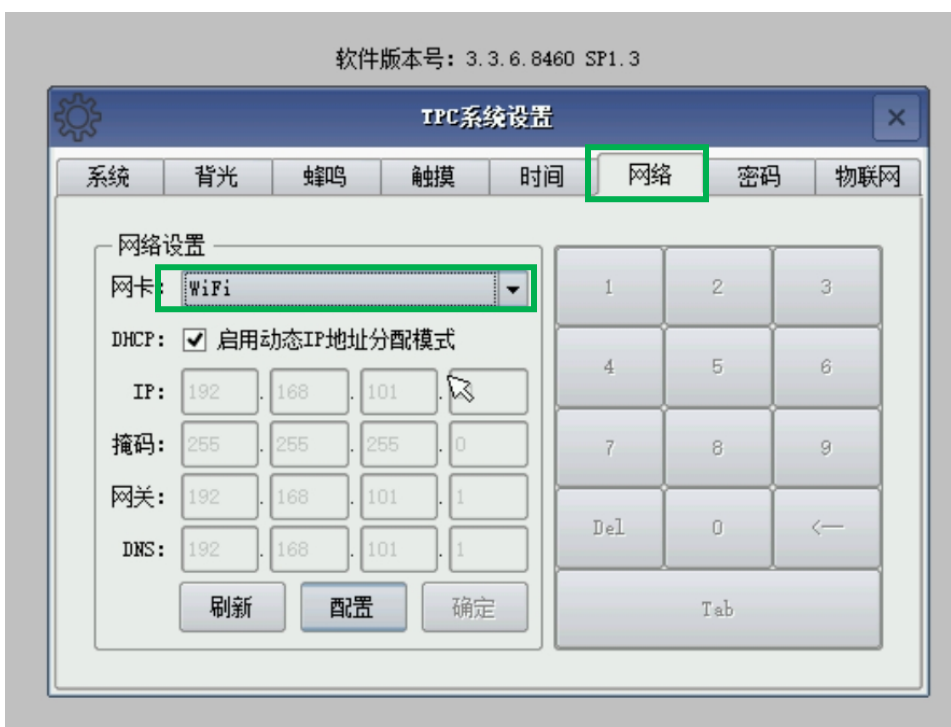 软件版本号: 3.3.6.8460 SP1.3
TPC系统设置
系统 背光 蜂鸣 触摸 时间 网络 密码 物联网
网络设置
网卡: WiFi
DHCP: 启用动态IP地址分配模式
IP: 192 . 168 . 101 .
掩码: 255 . 255 . 255 . 0
网关: 192 . 168 . 101 . 1
DNS: 192 . 168 . 101 . 1
刷新 配置 确定
1 2 3
4 5 6
7 8 9
Del 0 <—
Tab